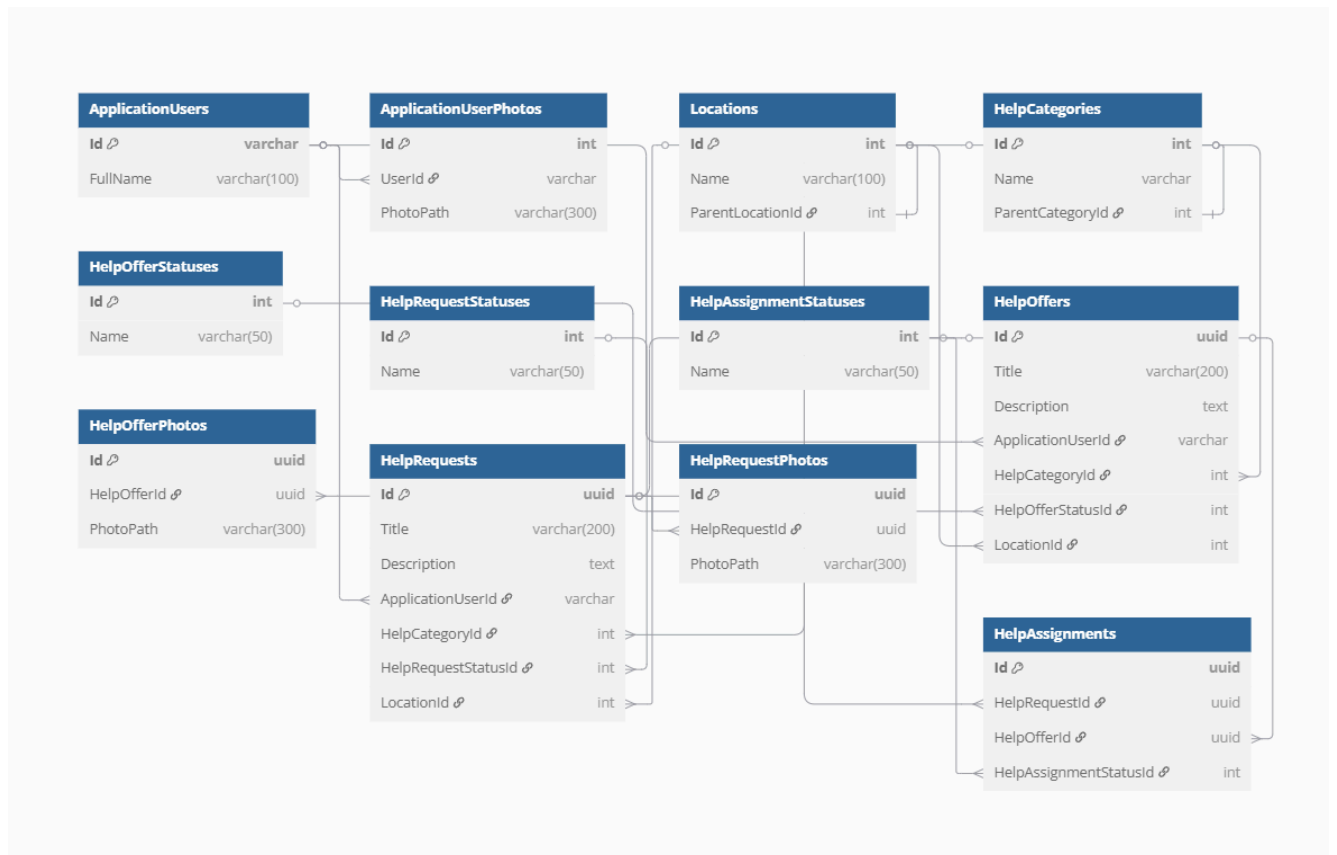 ApplicationUsers
Id varchar
FullName varchar(100)
ApplicationUserPhotos
Id int
UserId varchar
PhotoPath varchar(300)
Locations
Id int
Name varchar(100)
ParentLocationId int
HelpCategories
Id int
Name varchar
ParentCategoryId int
HelpOfferStatuses
Id int
Name varchar(50)
HelpRequestStatuses
Id int
Name varchar(50)
HelpAssignmentStatuses
Id int
Name varchar(50)
HelpOffers
Id uuid
Title varchar(200)
Description text
ApplicationUserId varchar
HelpCategoryId int
HelpOfferStatusId int
LocationId int
HelpOfferPhotos
Id uuid
HelpOfferId uuid
PhotoPath varchar(300)
HelpRequests
Id uuid
Title varchar(200)
Description text
ApplicationUserId varchar
HelpCategoryId int
HelpRequestStatusId int
LocationId int
HelpRequestPhotos
Id uuid
HelpRequestId uuid
PhotoPath varchar(300)
HelpAssignments
Id uuid
HelpRequestId uuid
HelpOfferId uuid
HelpAssignmentStatusId int